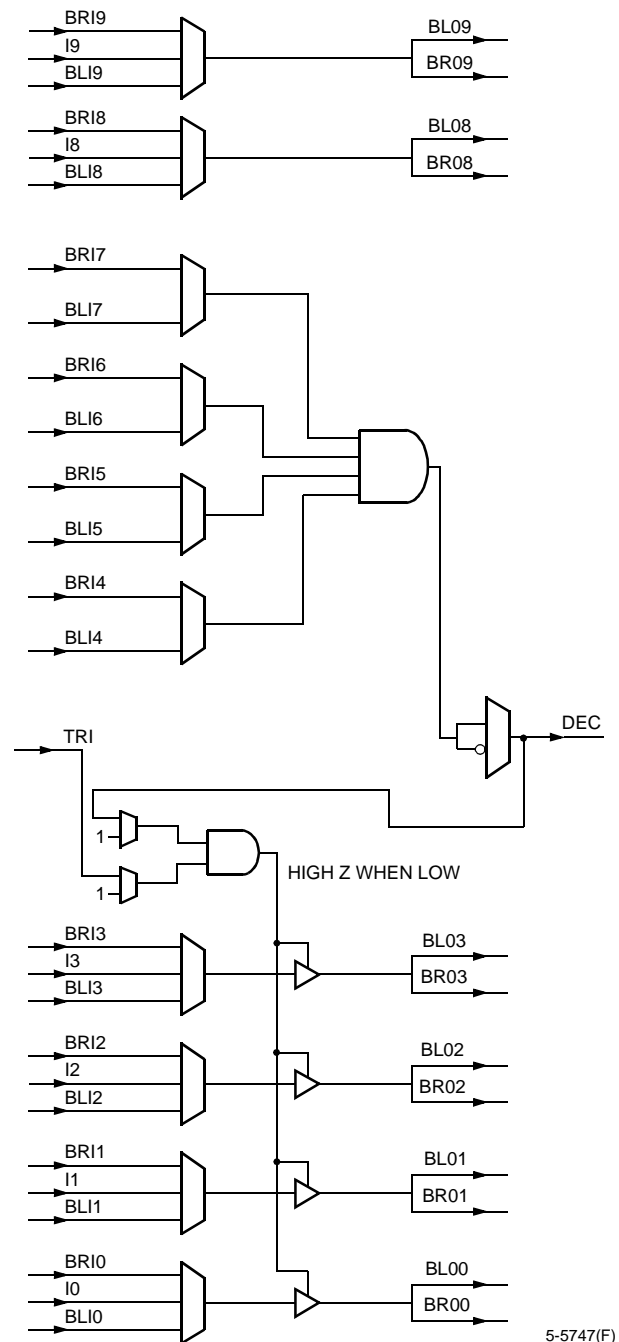 BRI9
I9
BLI9
BL09
BR09
BRI8
I8
BLI8
BL08
BR08
BRI7
BLI7
BRI6
BLI6
BRI5
BLI5
BRI4
BLI4
DEC
TRI
1
1
HIGH Z WHEN LOW
BRI3
I3
BLI3
BL03
BR03
BRI2
I2
BLI2
BL02
BR02
BRI1
I1
BLI1
BL01
BR01
BRI0
I0
BLI0
BL00
BR00
5-5747(F)